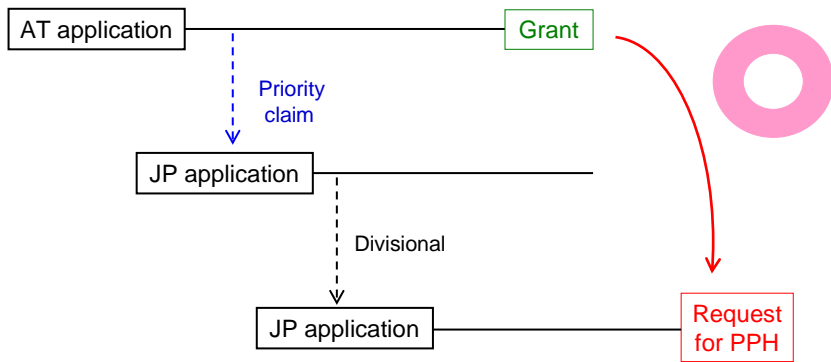 AT application
Grant
Priority
claim
JP application
Divisional
JP application
Request
for PPH